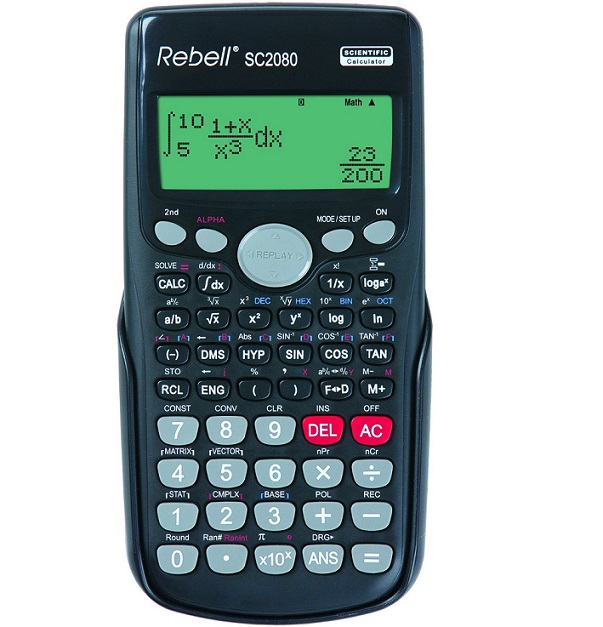 Rebell® SC2080
SCIENTIFIC
Calculator
D Math ▲
∫ 10 5 1+x x³ dx
23
200
2nd ALPHA MODE/SET UP ON
REPLAY
SOLVE = d/dx : x!
CALC ∫dx 1/x logₐx
a b/c ³√x x³ DEC ˣ√y HEX 10ˣ BIN eˣ OCT
a/b √x x² yˣ log ln
∠ A ← B Abs C SIN⁻¹ D COS⁻¹ E TAN⁻¹ F
(−) DMS HYP SIN COS TAN
STO ← i % , X a b/c◂▸d/c Y M− M
RCL ENG ( ) F◂▸D M+
CONST CONV CLR INS OFF
7 8 9 DEL AC
[MATRIX] [VECTOR] nPr nCr
4 5 6 × ÷
[STAT] [CMPLX] [BASE] POL REC
1 2 3 + −
Round Ran# RanInt π e DRG▸
0 · ×10ˣ ANS =